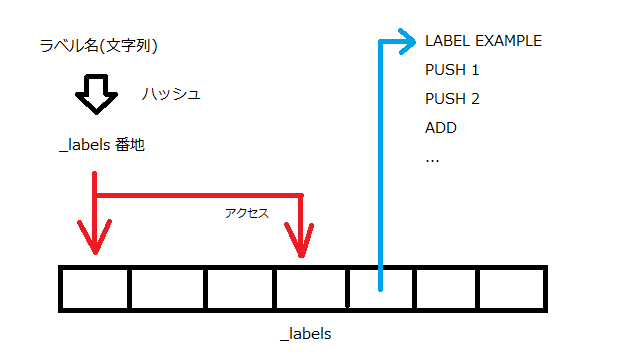 ラベル名(文字列)
ハッシュ
_labels 番地
アクセス
LABEL EXAMPLE
PUSH 1
PUSH 2
ADD
...
_labels